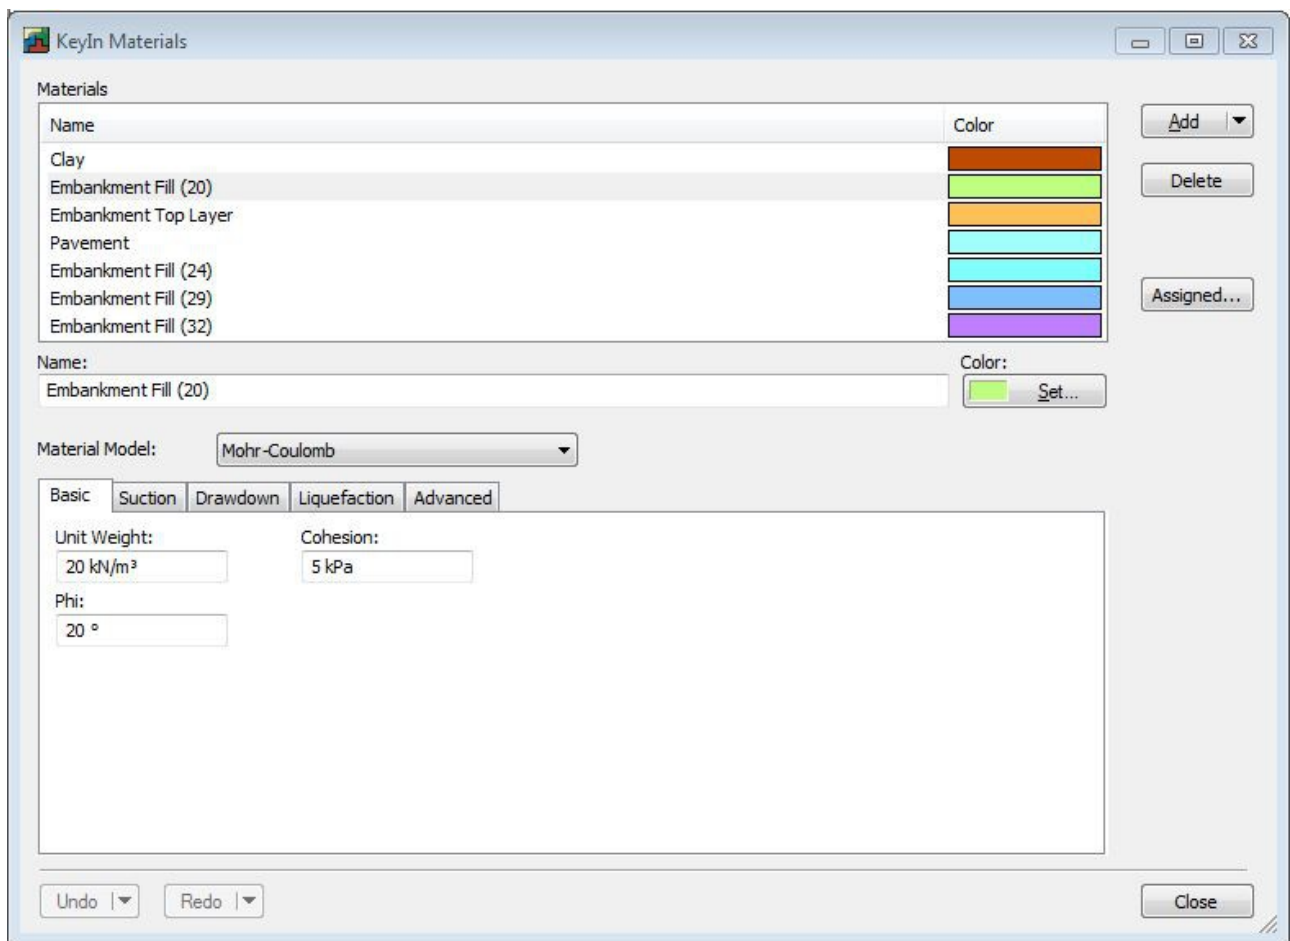 KeyIn Materials
Materials
Name Color
Clay
Embankment Fill (20)
Embankment Top Layer
Pavement
Embankment Fill (24)
Embankment Fill (29)
Embankment Fill (32)
Add
Delete
Assigned...
Name: Color:
Embankment Fill (20) Set...
Material Model: Mohr-Coulomb
Basic Suction Drawdown Liquefaction Advanced
Unit Weight: Cohesion:
20 kN/m³ 5 kPa
Phi:
20 º
Undo Redo Close